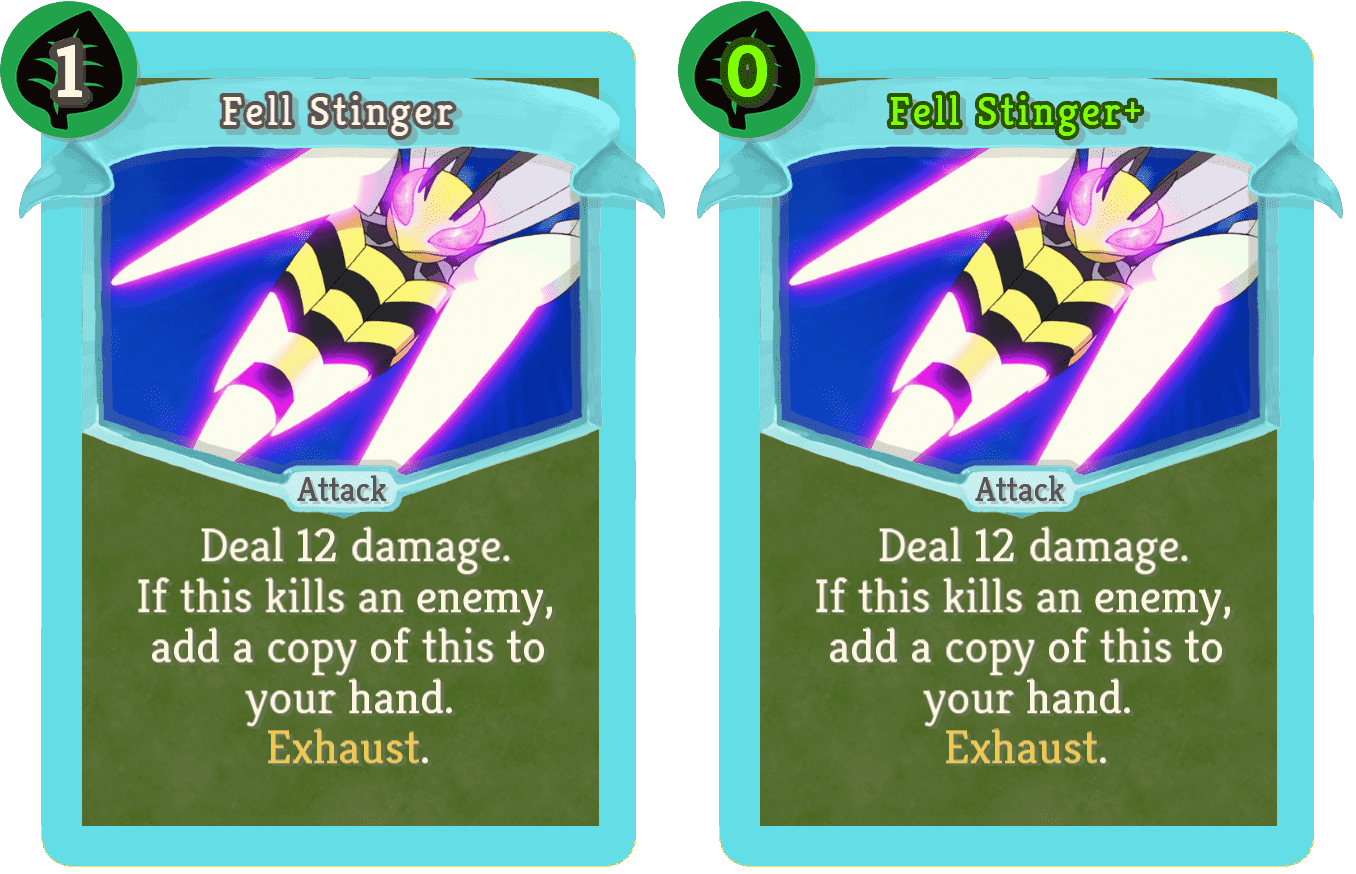 1
Fell Stinger
Attack
Deal 12 damage.
If this kills an enemy,
add a copy of this to
your hand.
Exhaust.
0
Fell Stinger+
Attack
Deal 12 damage.
If this kills an enemy,
add a copy of this to
your hand.
Exhaust.